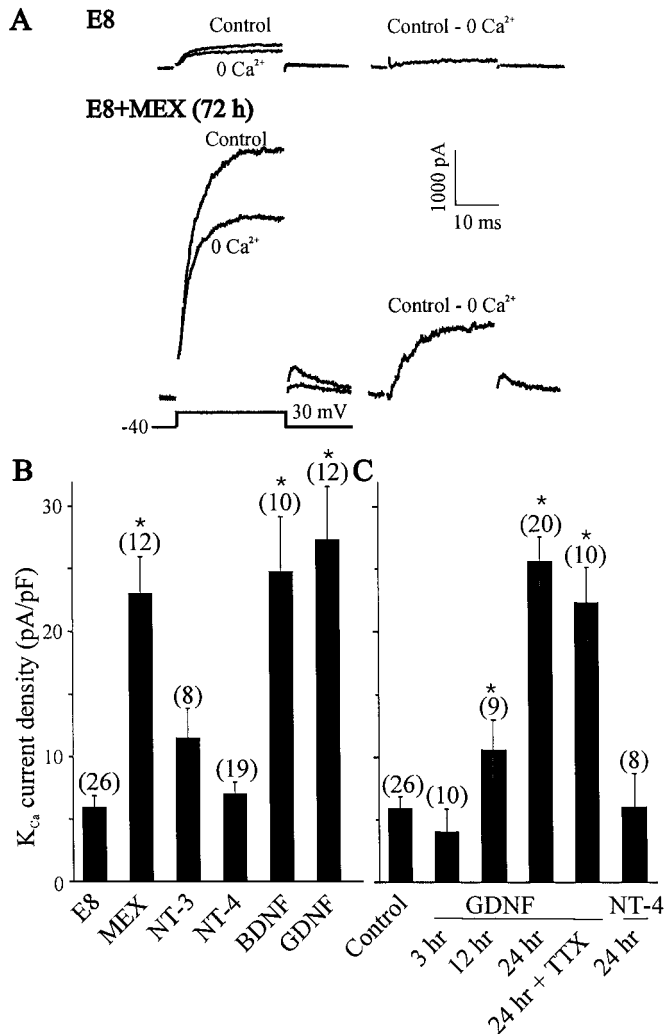 A
E8
Control
0 Ca²⁺
Control - 0 Ca²⁺
E8+MEX (72 h)
Control
0 Ca²⁺
1000 pA
10 ms
Control - 0 Ca²⁺
-40
30 mV
B
K_Ca current density (pA/pF)
30
20
10
0
(26)
*
(12)
(8)
(19)
*
(10)
*
(12)
E8
MEX
NT-3
NT-4
BDNF
GDNF
C
(26)
(10)
*
(9)
*
(20)
*
(10)
(8)
Control
GDNF
NT-4
3 hr
12 hr
24 hr
24 hr + TTX
24 hr